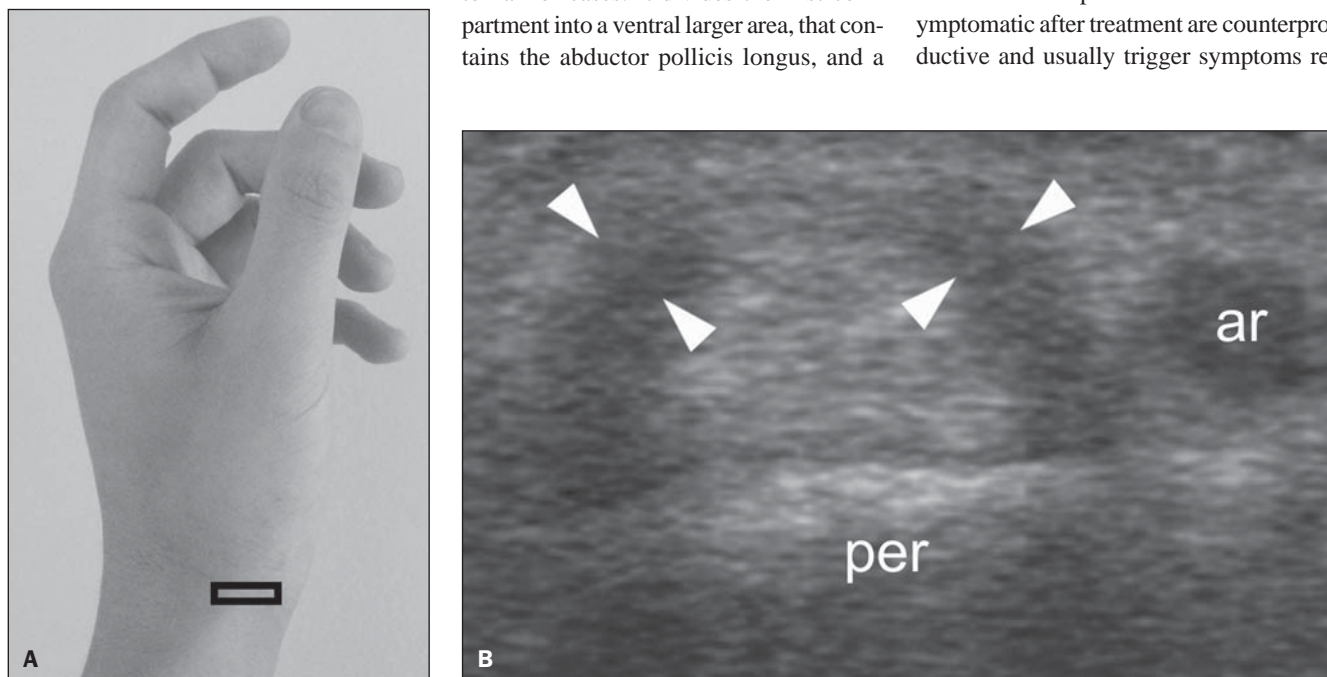 partment into a ventral larger area, that con-
tains the abductor pollicis longus, and a
ymptomatic after treatment are counterpro
ductive and usually trigger symptoms re
ar
per
A
B